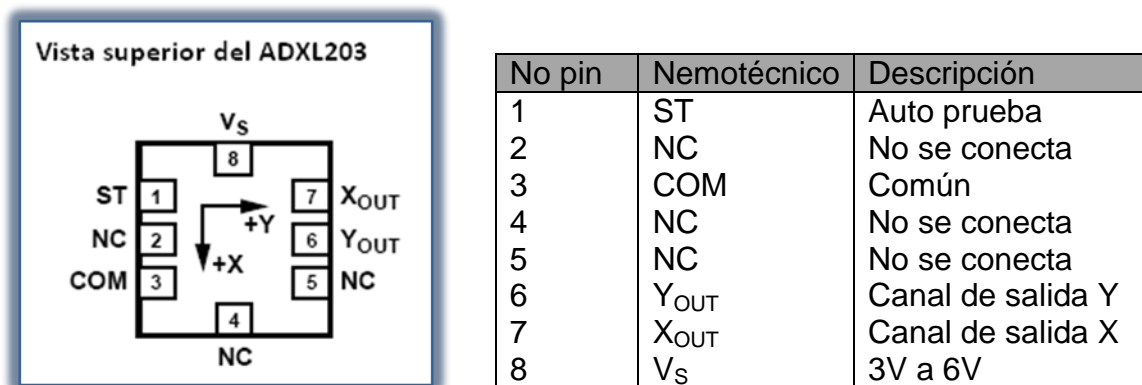 Vista superior del ADXL203
VS
8
ST 1 7 XOUT
+Y
NC 2 6 YOUT
+X
COM 3 5 NC
4
NC
No pin Nemotécnico Descripción
1 ST Auto prueba
2 NC No se conecta
3 COM Común
4 NC No se conecta
5 NC No se conecta
6 YOUT Canal de salida Y
7 XOUT Canal de salida X
8 VS 3V a 6V